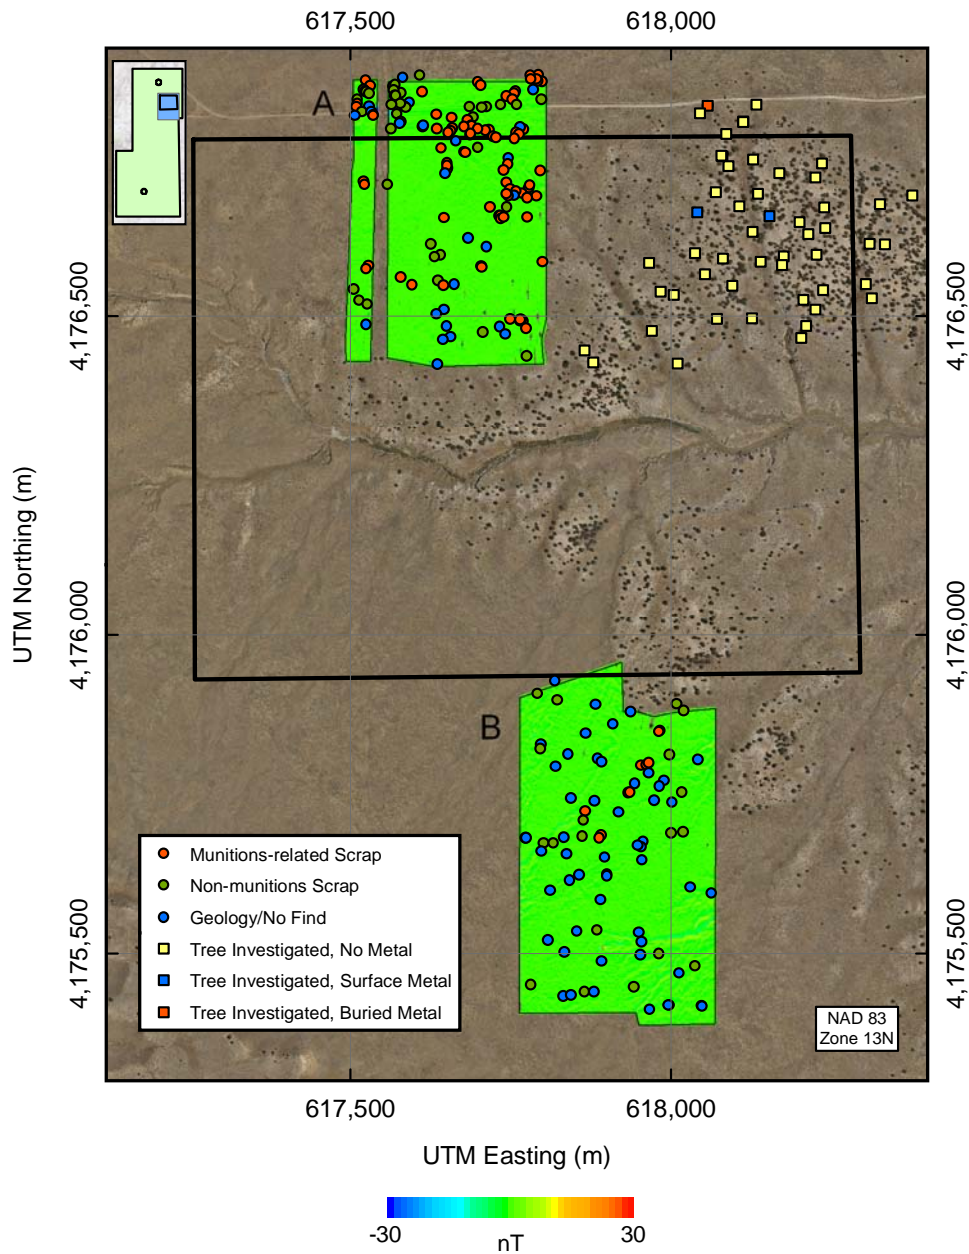 617,500 618,000
A
4,176,500 4,176,500
UTM Northing (m)
4,176,000 4,176,000
B
Munitions-related Scrap
Non-munitions Scrap
Geology/No Find
Tree Investigated, No Metal
Tree Investigated, Surface Metal
Tree Investigated, Buried Metal
4,175,500 4,175,500
NAD 83
Zone 13N
617,500 618,000
UTM Easting (m)
-30 30
nT